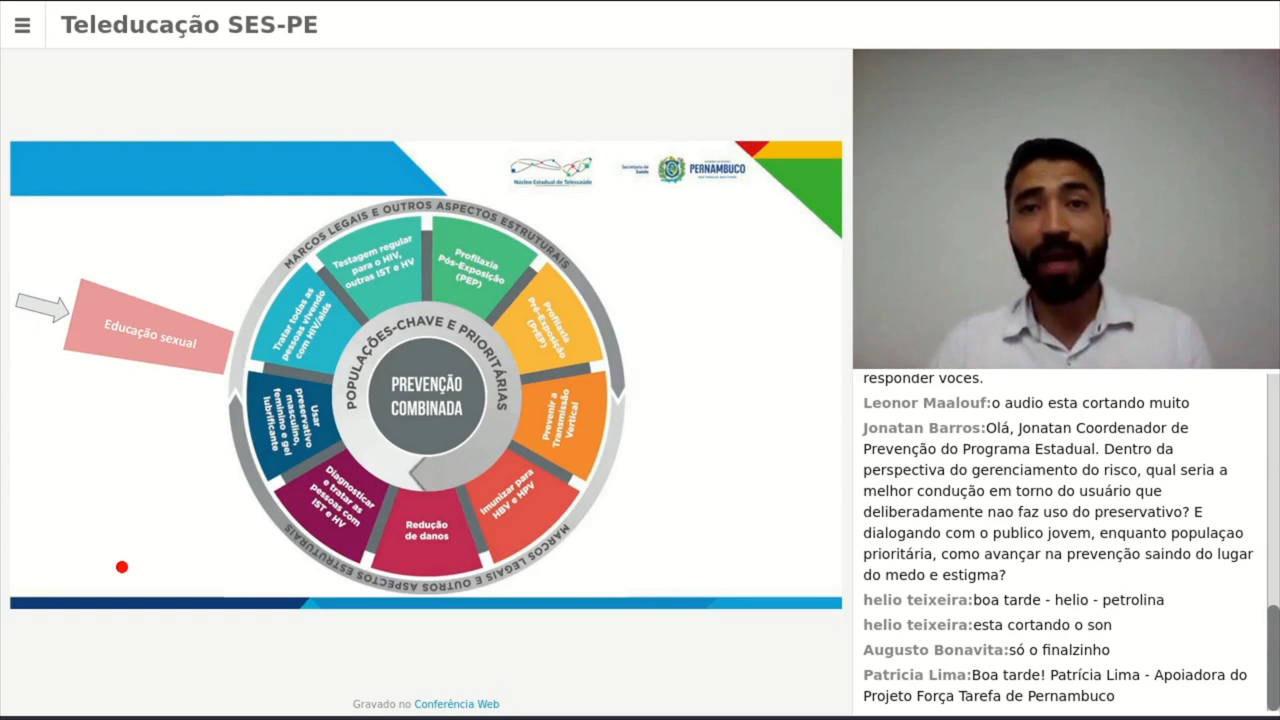 Teleducação SES-PE
Núcleo Estadual de Telessaúde
Secretaria de
Saúde
PERNAMBUCO
MARCOS LEGAIS E OUTROS ASPECTOS ESTRUTURAIS
Testagem regular
para o HIV,
outras IST e HV
Profilaxia
Pós-Exposição
(PEP)
Profilaxia
Pré-Exposição
(PrEP)
Prevenir a
Transmissão
Vertical
Imunizar para
HBV e HPV
Redução
de danos
Diagnosticar
e tratar as
pessoas com
IST e HV
Usar
preservativo
masculino,
feminino e gel
lubrificante
Tratar todas as
pessoas vivendo
com HIV/aids
Educação sexual
POPULAÇÕES-CHAVE E PRIORITÁRIAS
PREVENÇÃO
COMBINADA
MARCOS LEGAIS E OUTROS ASPECTOS ESTRUTURAIS
Gravado no Conferência Web
responder voces.
Leonor Maalouf:o audio esta cortando muito
Jonatan Barros:Olá, Jonatan Coordenador de
Prevenção do Programa Estadual. Dentro da
perspectiva do gerenciamento do risco, qual seria a
melhor condução em torno do usuário que
deliberadamente nao faz uso do preservativo? E
dialogando com o publico jovem, enquanto populaçao
prioritária, como avançar na prevenção saindo do lugar
do medo e estigma?
helio teixeira:boa tarde - helio - petrolina
helio teixeira:esta cortando o son
Augusto Bonavita:só o finalzinho
Patricia Lima:Boa tarde! Patrícia Lima - Apoiadora do
Projeto Força Tarefa de Pernambuco